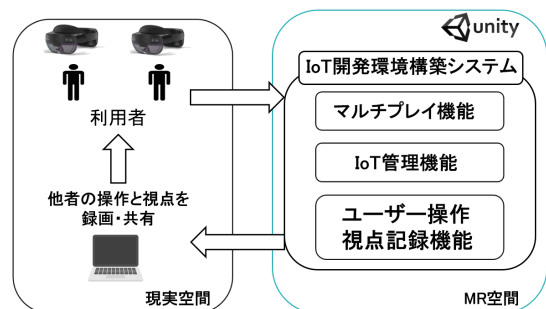 unity
IoT開発環境構築システム
マルチプレイ機能
IoT管理機能
ユーザー操作
視点記録機能
MR空間
利用者
他者の操作と視点を
録画・共有
現実空間